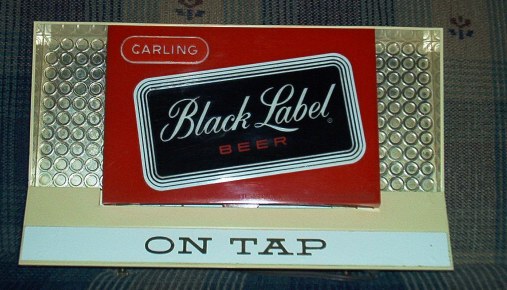 CARLING
Black Label
BEER
ON TAP